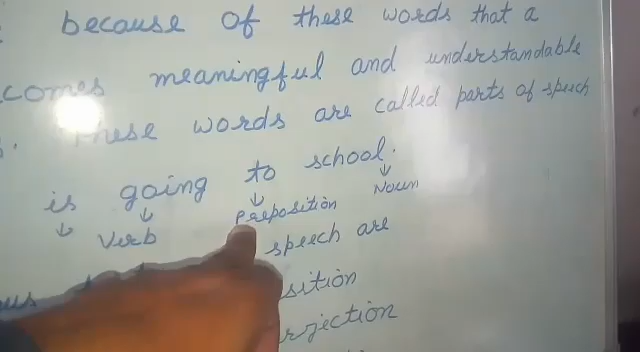 because of these words that a
comes meaningful and understandable
These words are called parts of speech
is going to school.
Verb Preposition Noun
speech are
sition
rjection